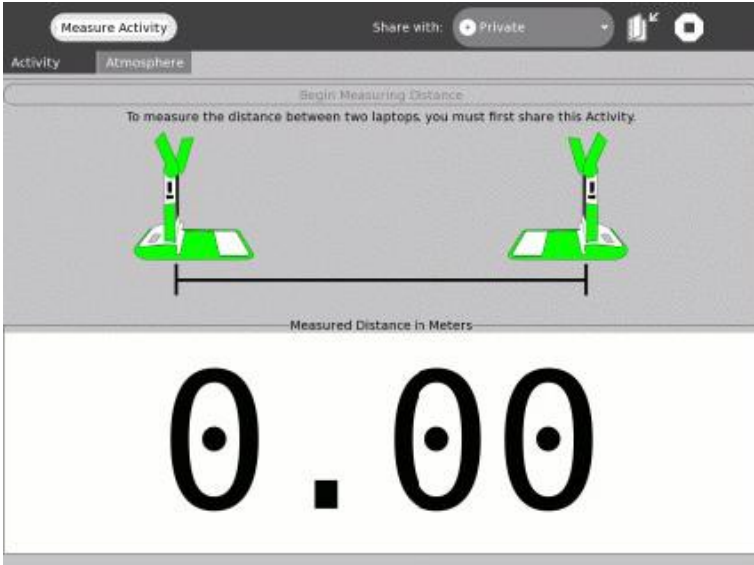 Measure Activity Share with: Private
Activity Atmosphere
Begin Measuring Distance
To measure the distance between two laptops, you must first share this Activity.
Measured Distance in Meters
0.00